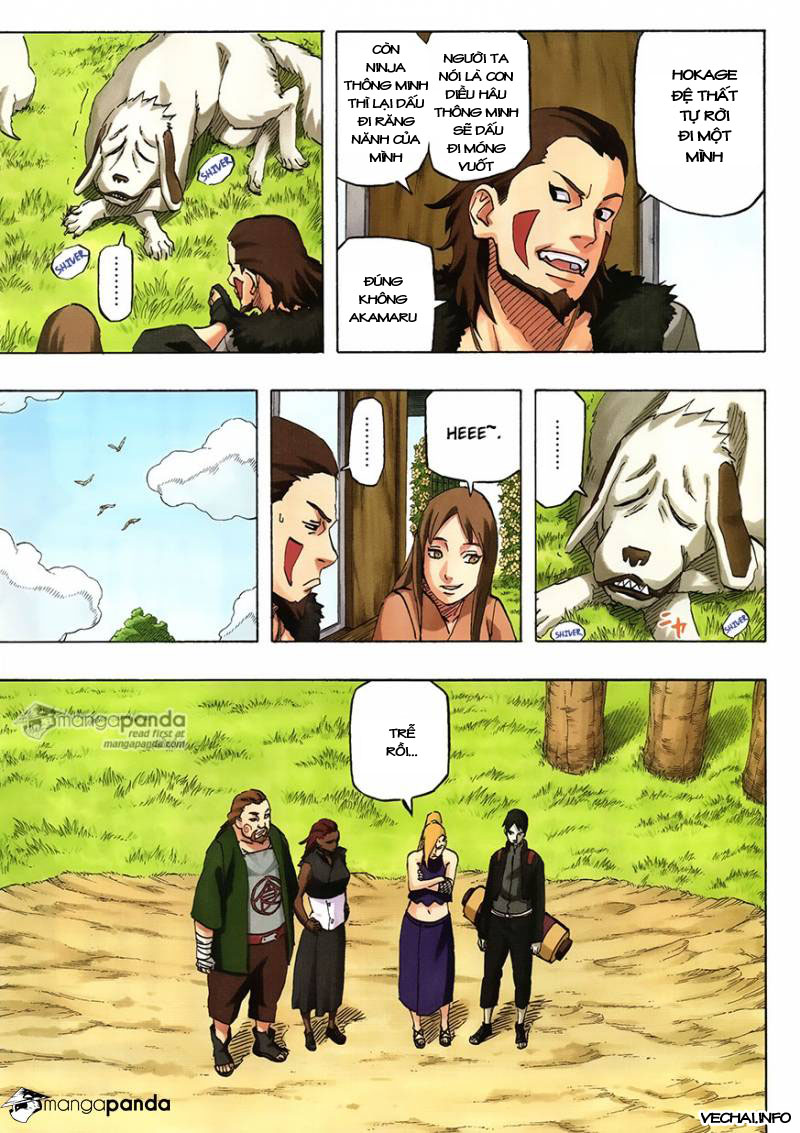 HOKAGE
ĐỆ THẤT
TỰ RỜI
ĐI MỘT
MÌNH
NGƯỜI TA
NÓI LÀ CON
DIỀU HÂU
THÔNG MINH
SẼ DẤU
ĐI MÓNG
VUỐT
CÒN
NINJA
THÔNG MINH
THÌ LẠI DẤU
ĐI RĂNG
NANH CỦA
MÌNH
ĐÚNG
KHÔNG
AKAMARU
SHIVER
SHIVER
.......
.......
SHIVER
SHIVER
ニヤ
HEEE~.
.......
TRỄ
RỒI...
mangapanda
read first at
mangapanda.com
mangapanda
VECHAI.INFO